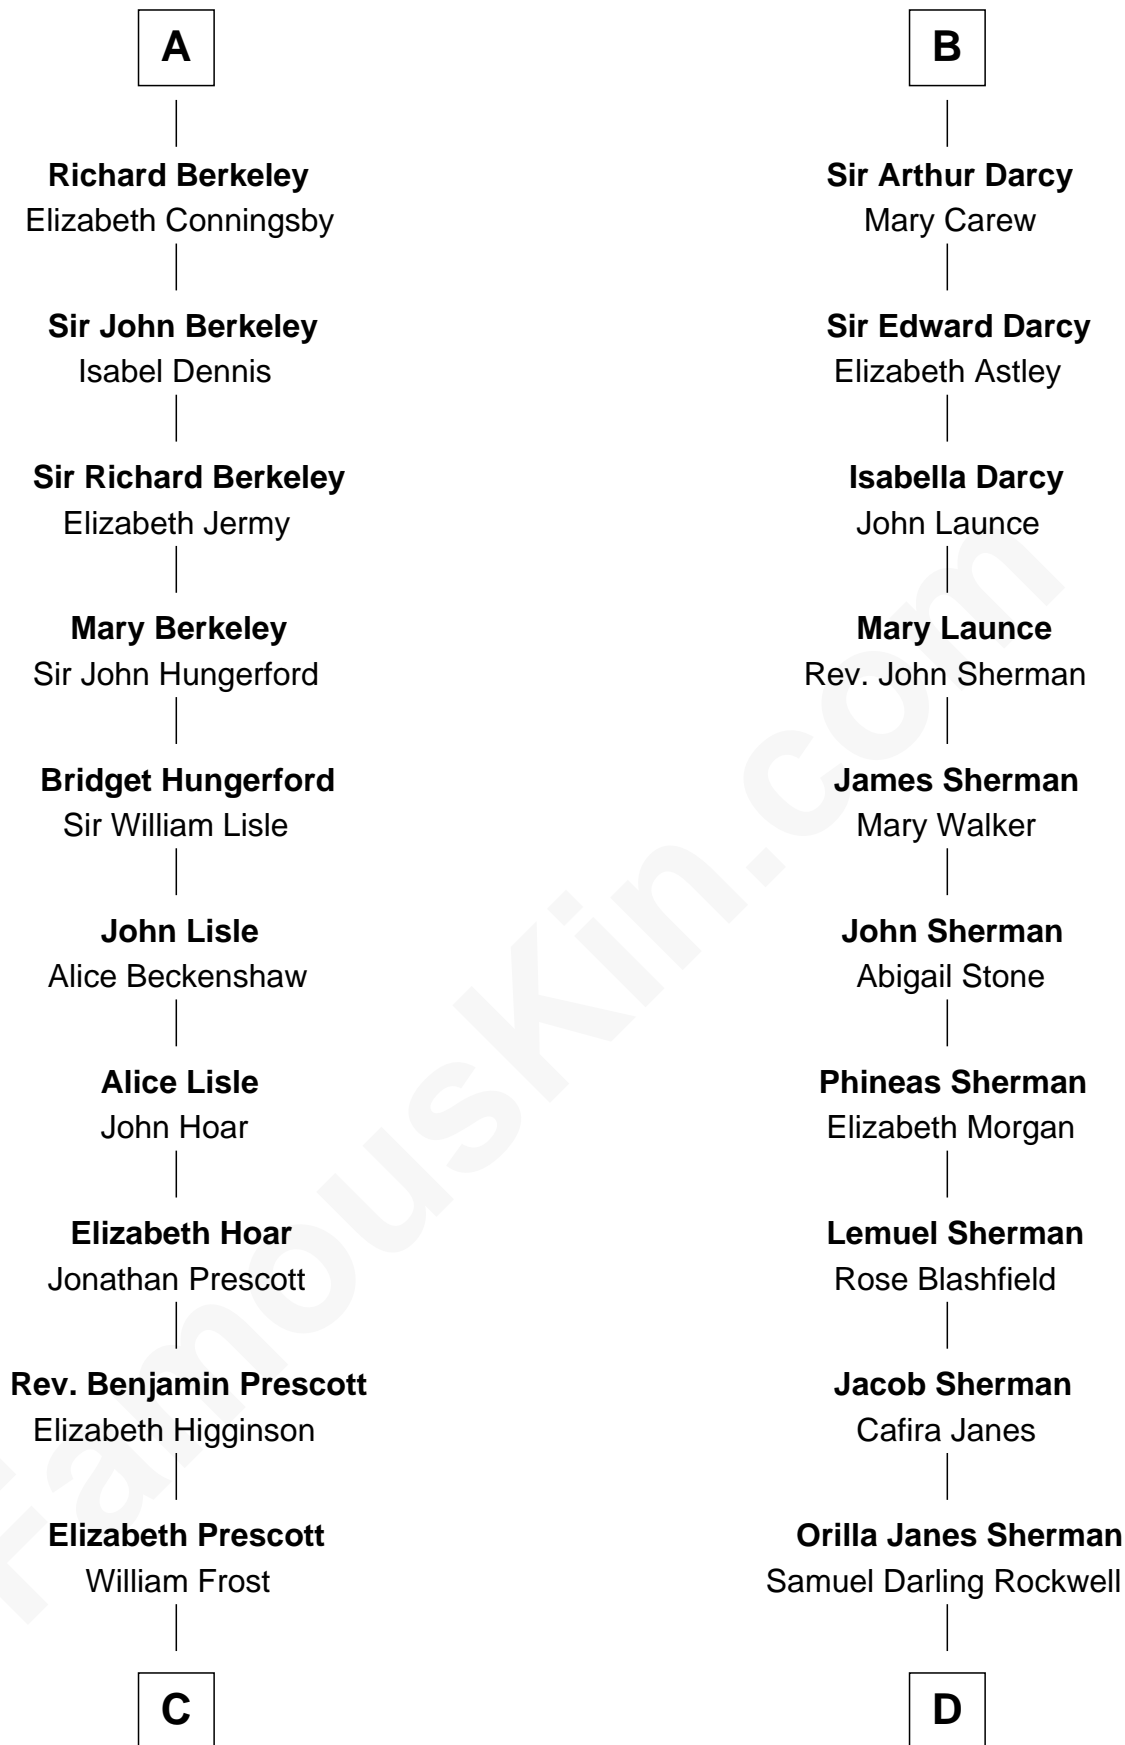 A
Richard Berkeley
Elizabeth Conningsby
Sir John Berkeley
Isabel Dennis
Sir Richard Berkeley
Elizabeth Jermy
Mary Berkeley
Sir John Hungerford
Bridget Hungerford
Sir William Lisle
John Lisle
Alice Beckenshaw
Alice Lisle
John Hoar
Elizabeth Hoar
Jonathan Prescott
Rev. Benjamin Prescott
Elizabeth Higginson
Elizabeth Prescott
William Frost
C
B
Sir Arthur Darcy
Mary Carew
Sir Edward Darcy
Elizabeth Astley
Isabella Darcy
John Launce
Mary Launce
Rev. John Sherman
James Sherman
Mary Walker
John Sherman
Abigail Stone
Phineas Sherman
Elizabeth Morgan
Lemuel Sherman
Rose Blashfield
Jacob Sherman
Cafira Janes
Orilla Janes Sherman
Samuel Darling Rockwell
D
FamousKin.com